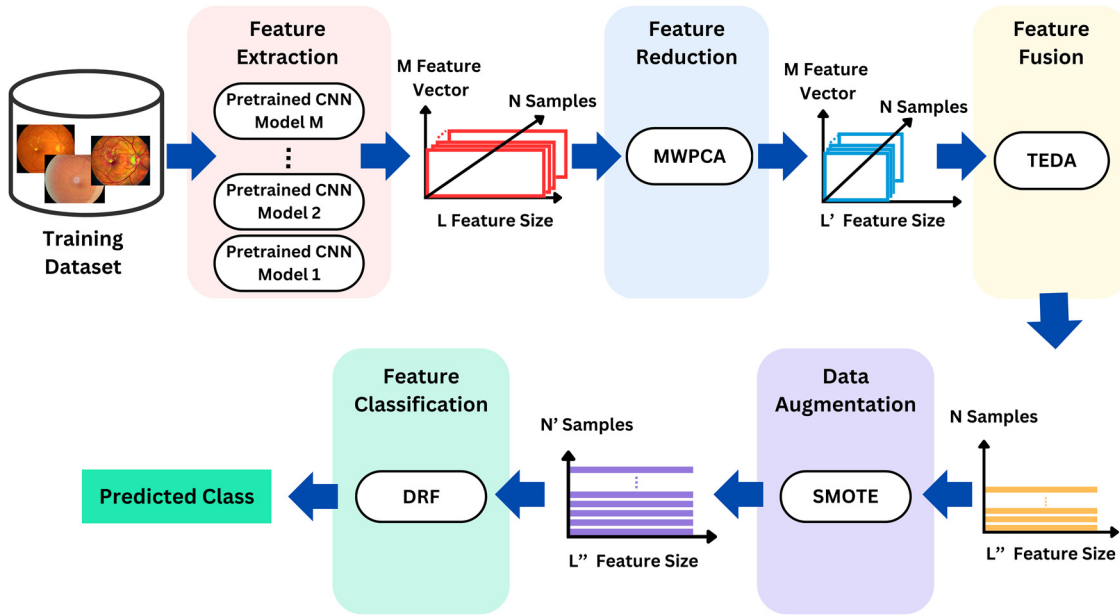 Feature
Extraction
Feature
Reduction
Feature
Fusion
Training
Dataset
Pretrained CNN
Model M
Pretrained CNN
Model 2
Pretrained CNN
Model 1
M Feature
Vector
N Samples
L Feature Size
MWPCA
M Feature
Vector
N Samples
L’ Feature Size
TEDA
Feature
Classification
Data
Augmentation
Predicted Class
DRF
N’ Samples
L’’ Feature Size
SMOTE
N Samples
L’’ Feature Size